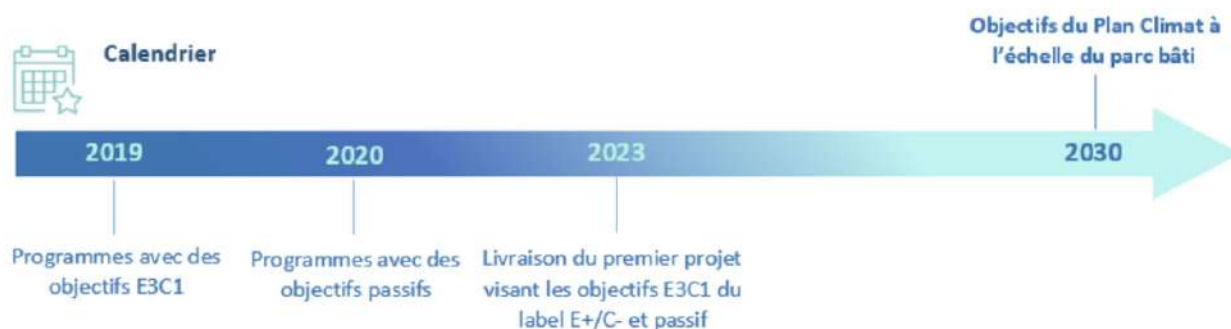 Calendrier
Objectifs du Plan Climat à
l'échelle du parc bâti
2019
2020
2023
2030
Programmes avec des
objectifs E3C1
Programmes avec des
objectifs passifs
Livraison du premier projet
visant les objectifs E3C1 du
label E+/C- et passif